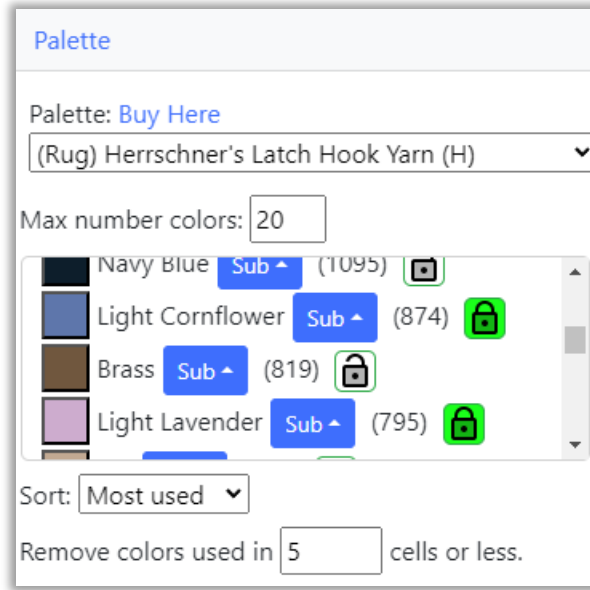 Palette
Palette: Buy Here
(Rug) Herrschner's Latch Hook Yarn (H)
Max number colors: 20
Navy Blue Sub (1095)
Light Cornflower Sub (874)
Brass Sub (819)
Light Lavender Sub (795)
Sort: Most used
Remove colors used in 5 cells or less.